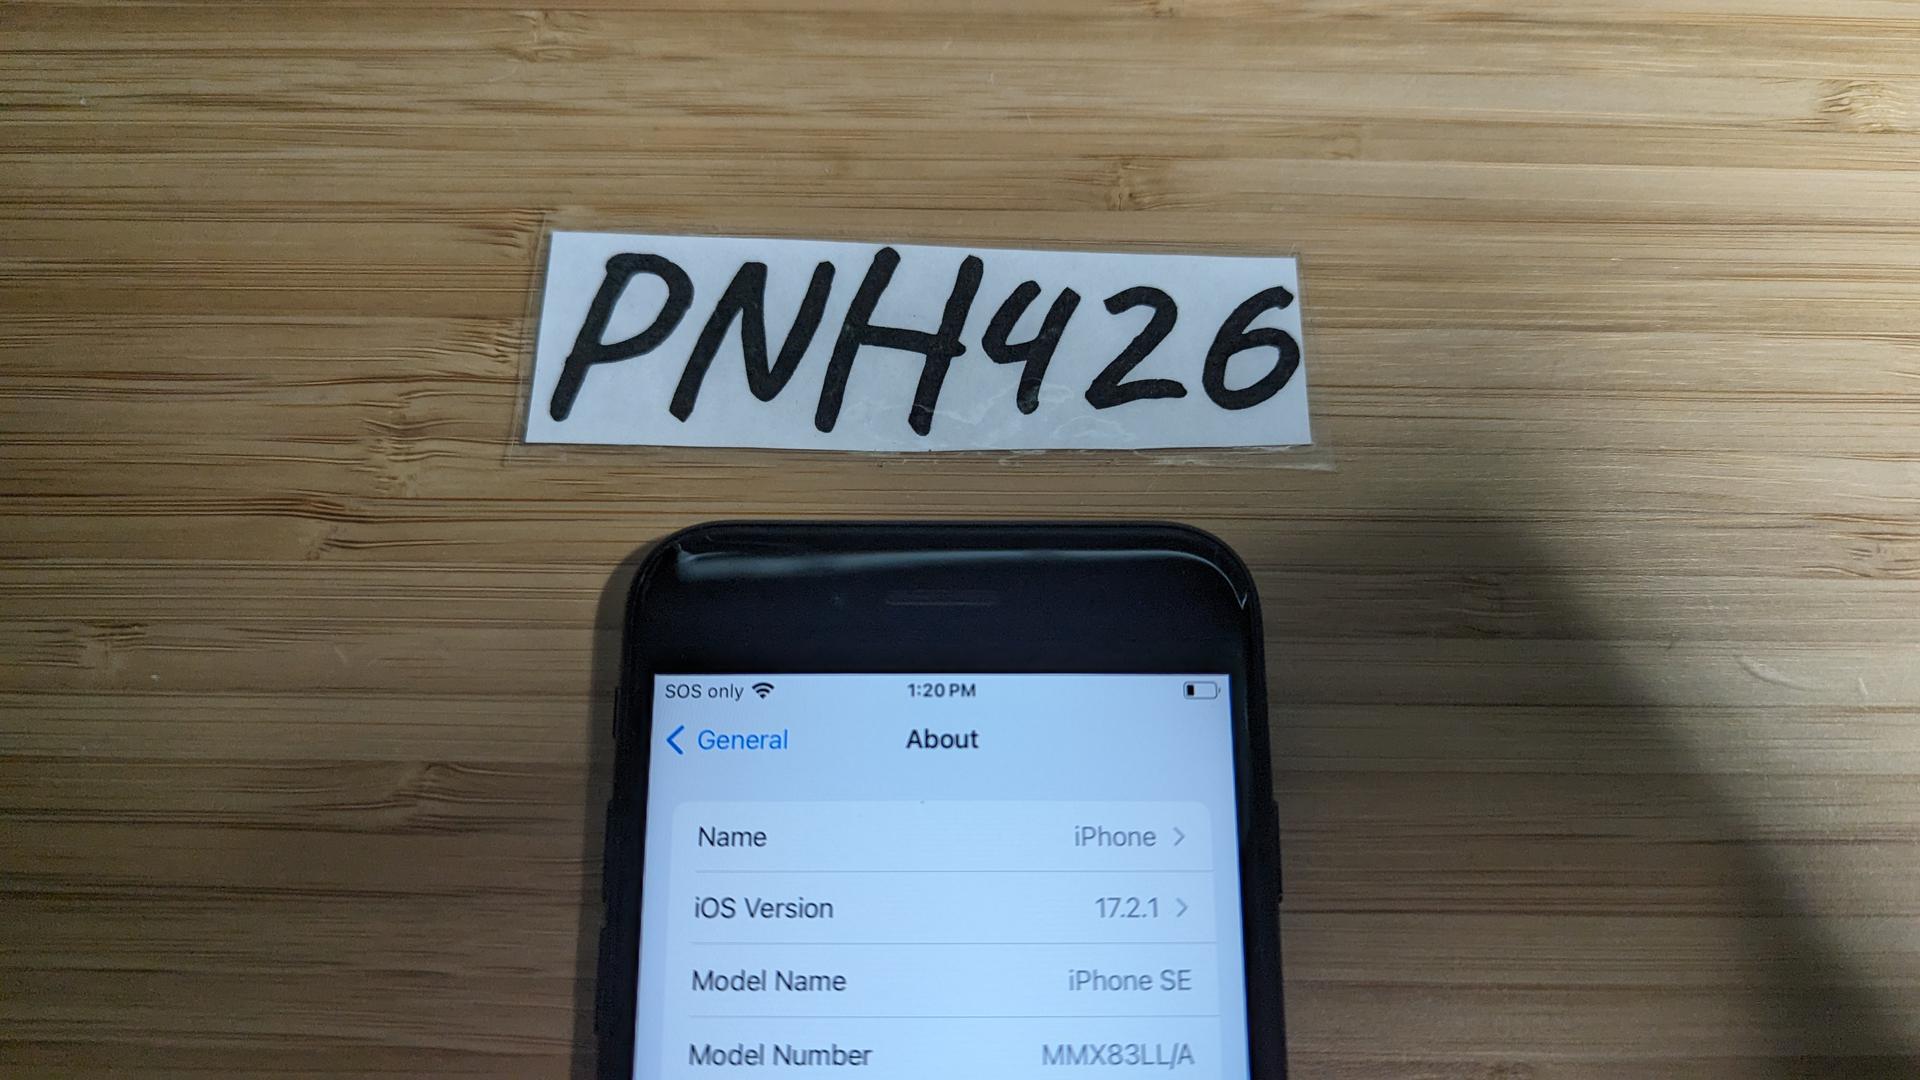 PNH426
SOS only 1:20 PM
General About
Name iPhone
iOS Version 17.2.1
Model Name iPhone SE
Model Number MMX83LL/A